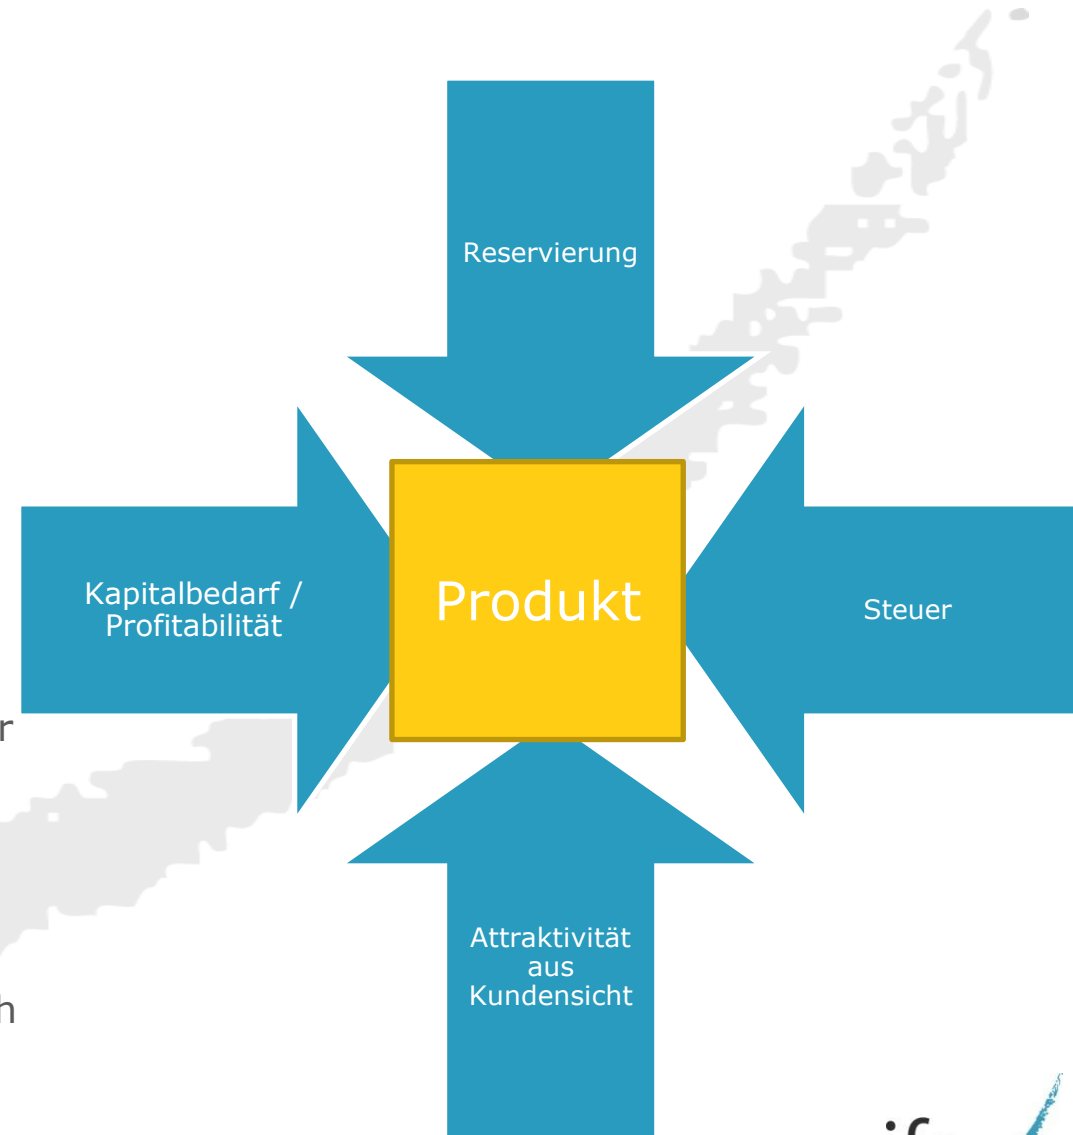 Reservierung
Kapitalbedarf /
Profitabilität
Produkt
Steuer
r
Attraktivität
aus
Kundensicht
h